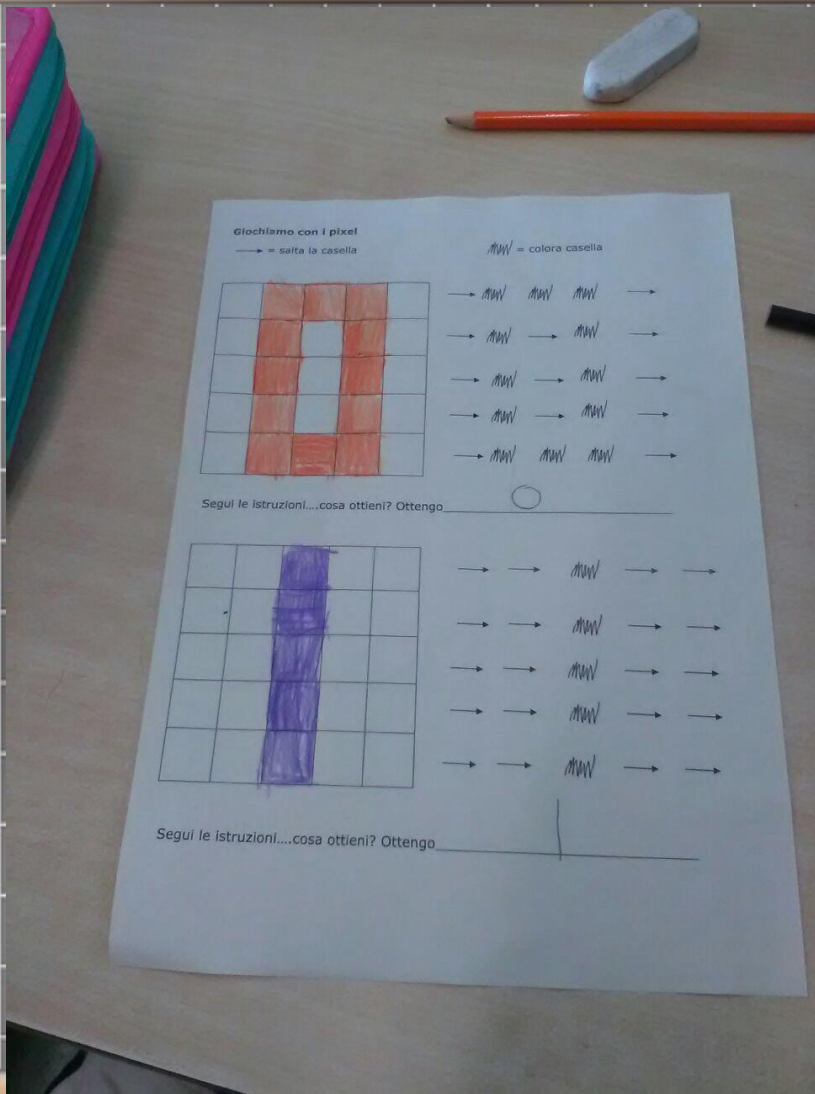 Giochiamo con i pixel
= salta la casella
= colora casella
Segui le istruzioni....cosa ottieni? Ottengo O
Segui le istruzioni....cosa ottieni? Ottengo I